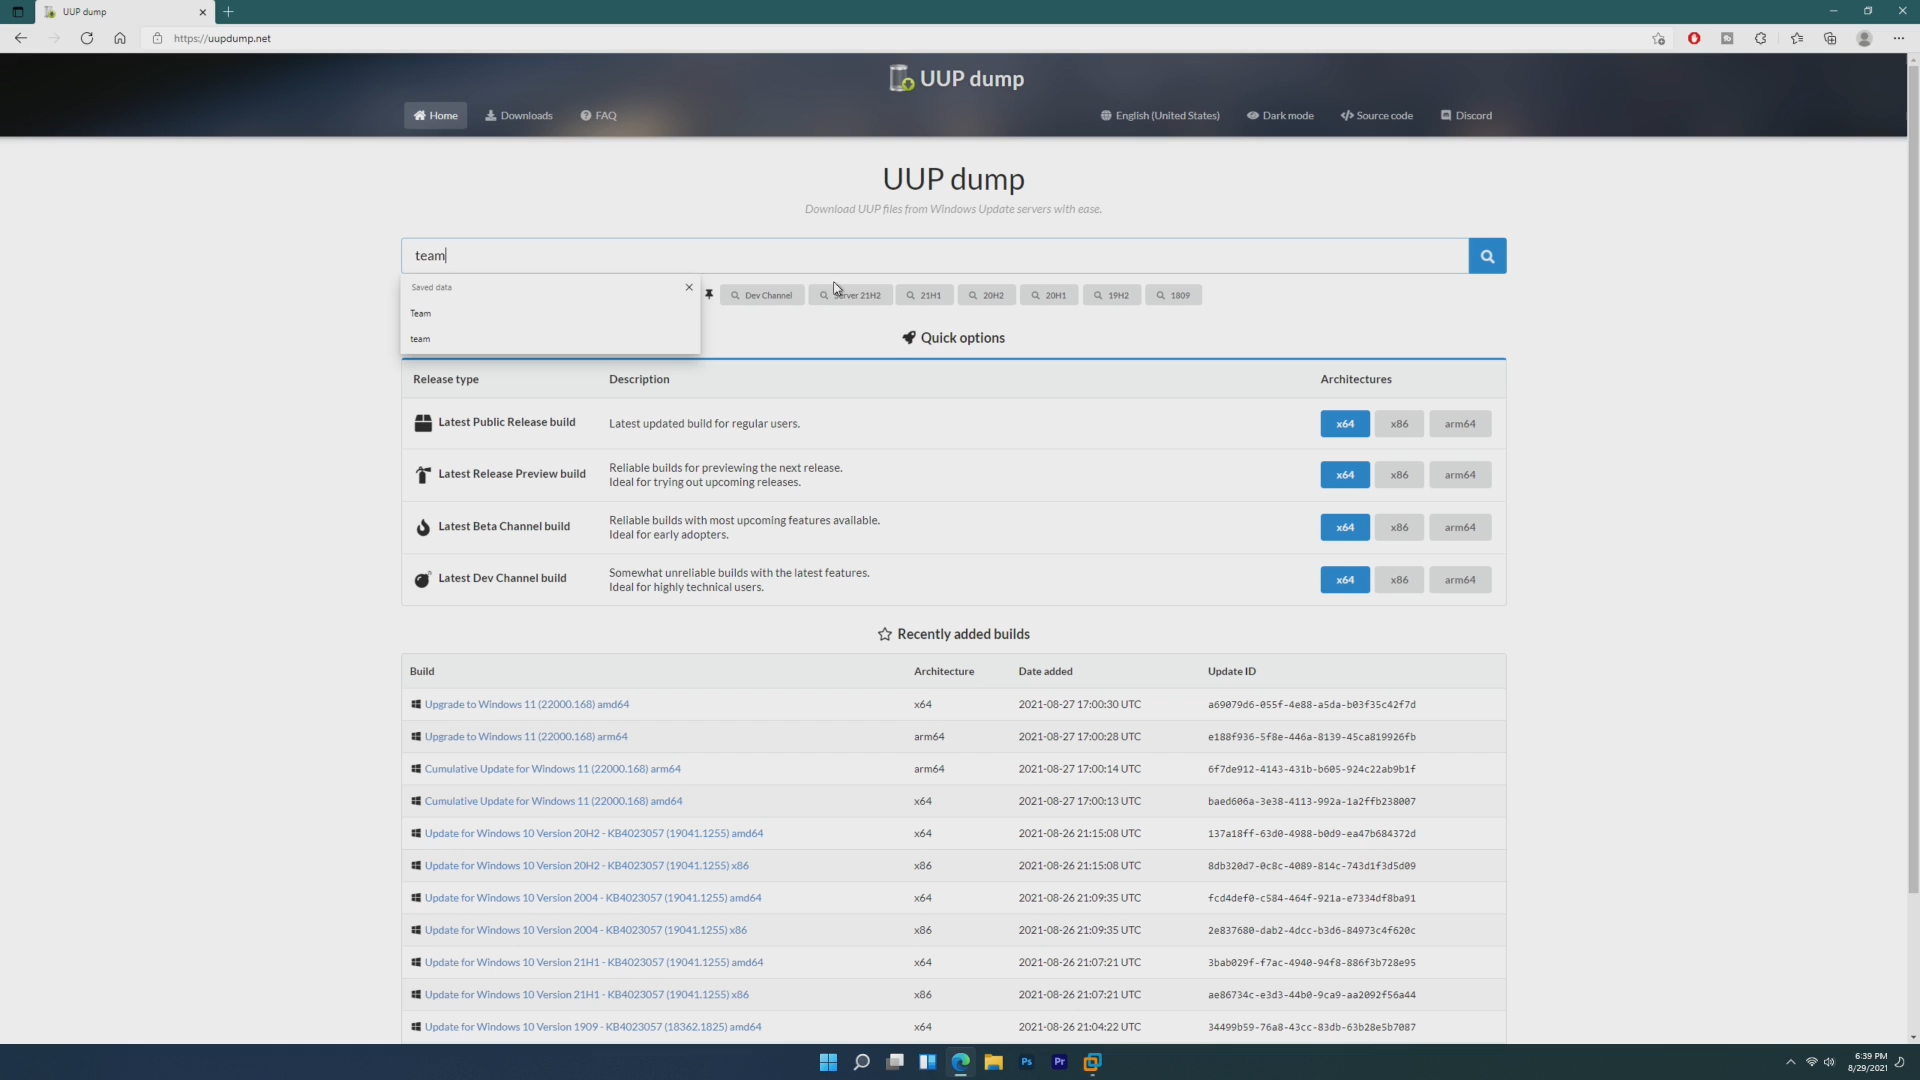 UUP dump
https://uupdump.net
UUP dump
Home
Downloads
FAQ
English (United States)
Dark mode
Source code
Discord
UUP dump
Download UUP files from Windows Update servers with ease.
team
Saved data
Team
team
Dev Channel
Server 21H2
21H1
20H2
20H1
19H2
1809
Quick options
Release type Description Architectures
Latest Public Release build
Latest updated build for regular users.
x64 x86 arm64
Latest Release Preview build
Reliable builds for previewing the next release.
Ideal for trying out upcoming releases.
x64 x86 arm64
Latest Beta Channel build
Reliable builds with most upcoming features available.
Ideal for early adopters.
x64 x86 arm64
Latest Dev Channel build
Somewhat unreliable builds with the latest features.
Ideal for highly technical users.
x64 x86 arm64
Recently added builds
Build Architecture Date added Update ID
Upgrade to Windows 11 (22000.168) amd64 x64 2021-08-27 17:00:30 UTC a69079d6-055f-4e88-a5da-b03f35c42f7d
Upgrade to Windows 11 (22000.168) arm64 arm64 2021-08-27 17:00:28 UTC e188f936-5f8e-446a-8139-45ca819926fb
Cumulative Update for Windows 11 (22000.168) arm64 arm64 2021-08-27 17:00:14 UTC 6f7de912-4143-431b-b605-924c22ab9b1f
Cumulative Update for Windows 11 (22000.168) amd64 x64 2021-08-27 17:00:13 UTC baed606a-3e38-4113-992a-1a2ffb238007
Update for Windows 10 Version 20H2 - KB4023057 (19041.1255) amd64 x64 2021-08-26 21:15:08 UTC 137a18ff-63d0-4988-b0d9-ea47b684372d
Update for Windows 10 Version 20H2 - KB4023057 (19041.1255) x86 x86 2021-08-26 21:15:08 UTC 8db320d7-0c8c-4089-814c-743d1f3d5d09
Update for Windows 10 Version 2004 - KB4023057 (19041.1255) amd64 x64 2021-08-26 21:09:35 UTC fcd4def0-c584-464f-921a-e7334df8ba91
Update for Windows 10 Version 2004 - KB4023057 (19041.1255) x86 x86 2021-08-26 21:09:35 UTC 2e837680-dab2-4dcc-b3d6-84973c4f620c
Update for Windows 10 Version 21H1 - KB4023057 (19041.1255) amd64 x64 2021-08-26 21:07:21 UTC 3bab029f-f7ac-4940-94f8-886f3b728e95
Update for Windows 10 Version 21H1 - KB4023057 (19041.1255) x86 x86 2021-08-26 21:07:21 UTC ae86734c-e3d3-44b0-9ca9-aa2092f56a44
Update for Windows 10 Version 1909 - KB4023057 (18362.1825) amd64 x64 2021-08-26 21:04:22 UTC 34499b59-76a8-43cc-83db-63b28e5b7087
Ps
Pr
6:39 PM
8/29/2021